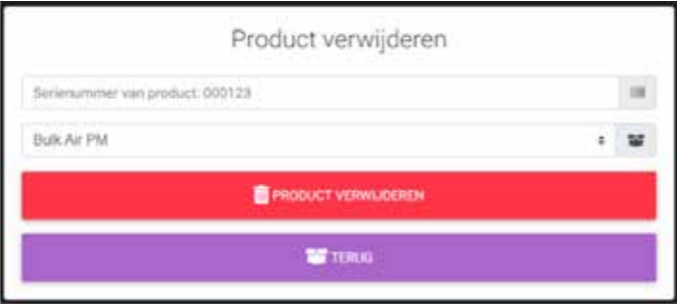 Product verwijderen
Serienummer van product: 000123
Bulk Air PM
PRODUCT VERWIJDEREN
TERUG